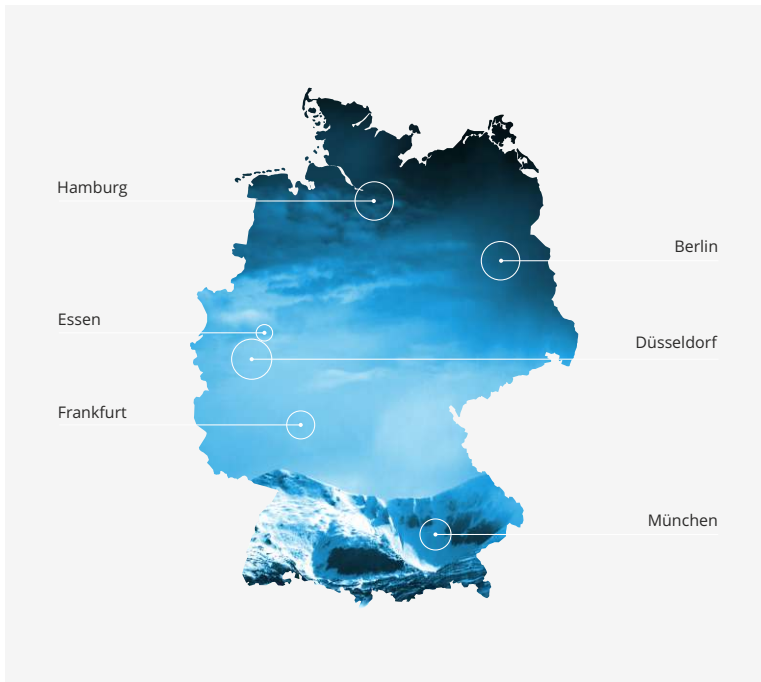 Hamburg
Berlin
Essen
Düsseldorf
Frankfurt
München